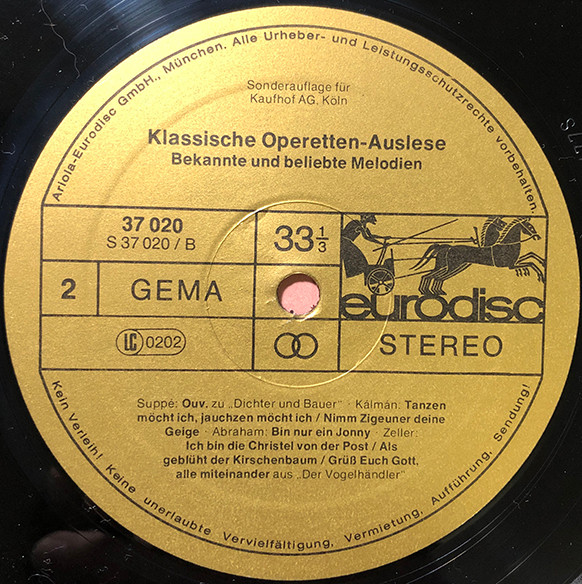 Ariola-Eurodisc GmbH., München. Alle Urheber- und Leistungsschutzrechte vorbehalten.
Sonderauflage für
Kaufhof AG, Köln
Klassische Operetten-Auslese
Bekannte und beliebte Melodien
37 020
S 37 020 / B
33 1/3
2
GEMA
eurodisc
LC 0202
STEREO
Suppé: Ouv. zu „Dichter und Bauer“ · Kálmán: Tanzen
möcht ich, jauchzen möcht ich / Nimm Zigeuner deine
Geige · Abraham: Bin nur ein Jonny · Zeller:
Ich bin die Christel von der Post / Als
geblüht der Kirschenbaum / Grüß Euch Gott,
alle miteinander aus „Der Vogelhändler“
Kein Verleih! Keine unerlaubte Vervielfältigung, Vermietung, Aufführung, Sendung!